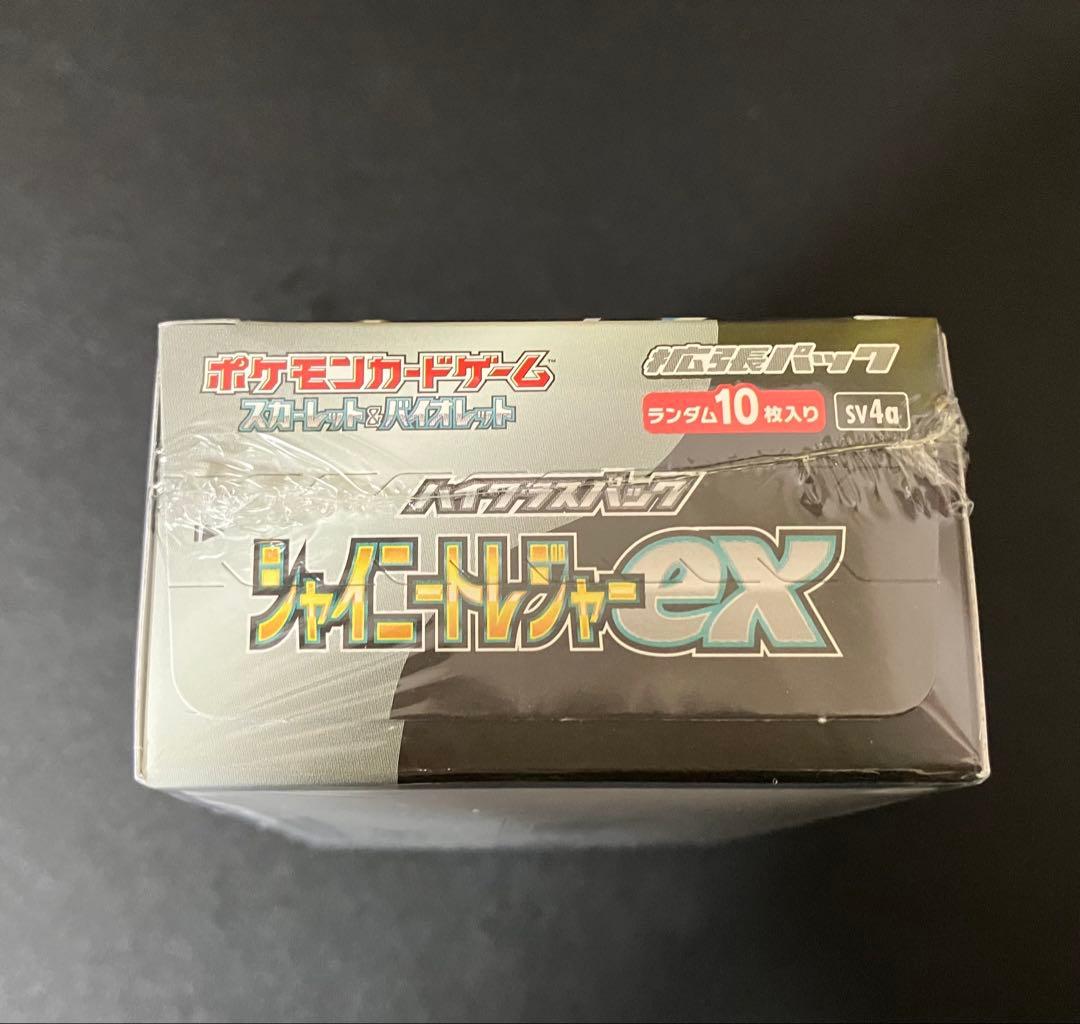 ポケモンカードゲーム™
スカーレット&バイオレット
拡張パック
ランダム10枚入り
SV4a
ハイクラスパック
シャイニートレジャーex